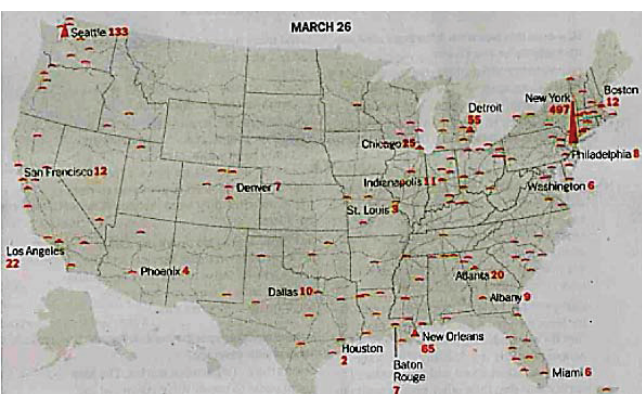 MARCH 26
Seattle 133
Boston
12
New York
497
Detroit
55
Chicago 25
Philadelphia 8
San Francisco 12
Indianapolis 11
Denver 7
Washington 6
St. Louis 3
Los Angeles
22
Phoenix 4
Atlanta 20
Dallas 10
Albany 9
New Orleans
65
Houston
2
Baton
Rouge
7
Miami 6